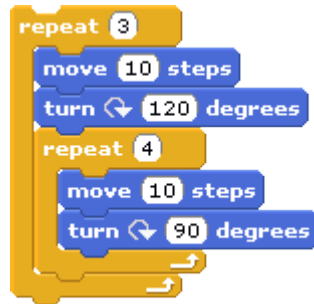 repeat 3
move 10 steps
turn 120 degrees
repeat 4
move 10 steps
turn 90 degrees